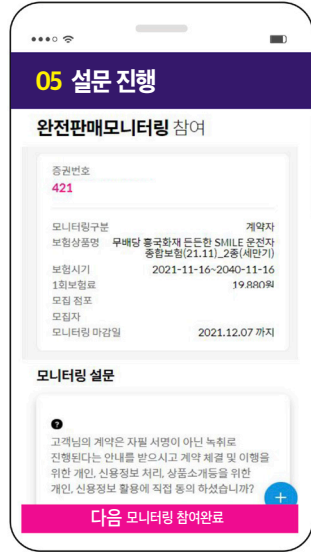 05 설문 진행
완전판매모니터링 참여
증권번호
421
모니터링구분 계약자
보험상품명 무배당 흥국화재 든든한 SMILE 운전자
종합보험(21.11)_2종(세만기)
보험시기 2021-11-16~2040-11-16
1회보험료 19,880원
모집 점포
모집자
모니터링 마감일 2021.12.07 까지
모니터링 설문
?
고객님의 계약은 자필 서명이 아닌 녹취로
진행된다는 안내를 받으시고 계약 체결 및 이행을
위한 개인, 신용정보 처리, 상품소개등을 위한
개인, 신용정보 활용에 직접 동의 하셨습니까?
+
다음 모니터링 참여완료